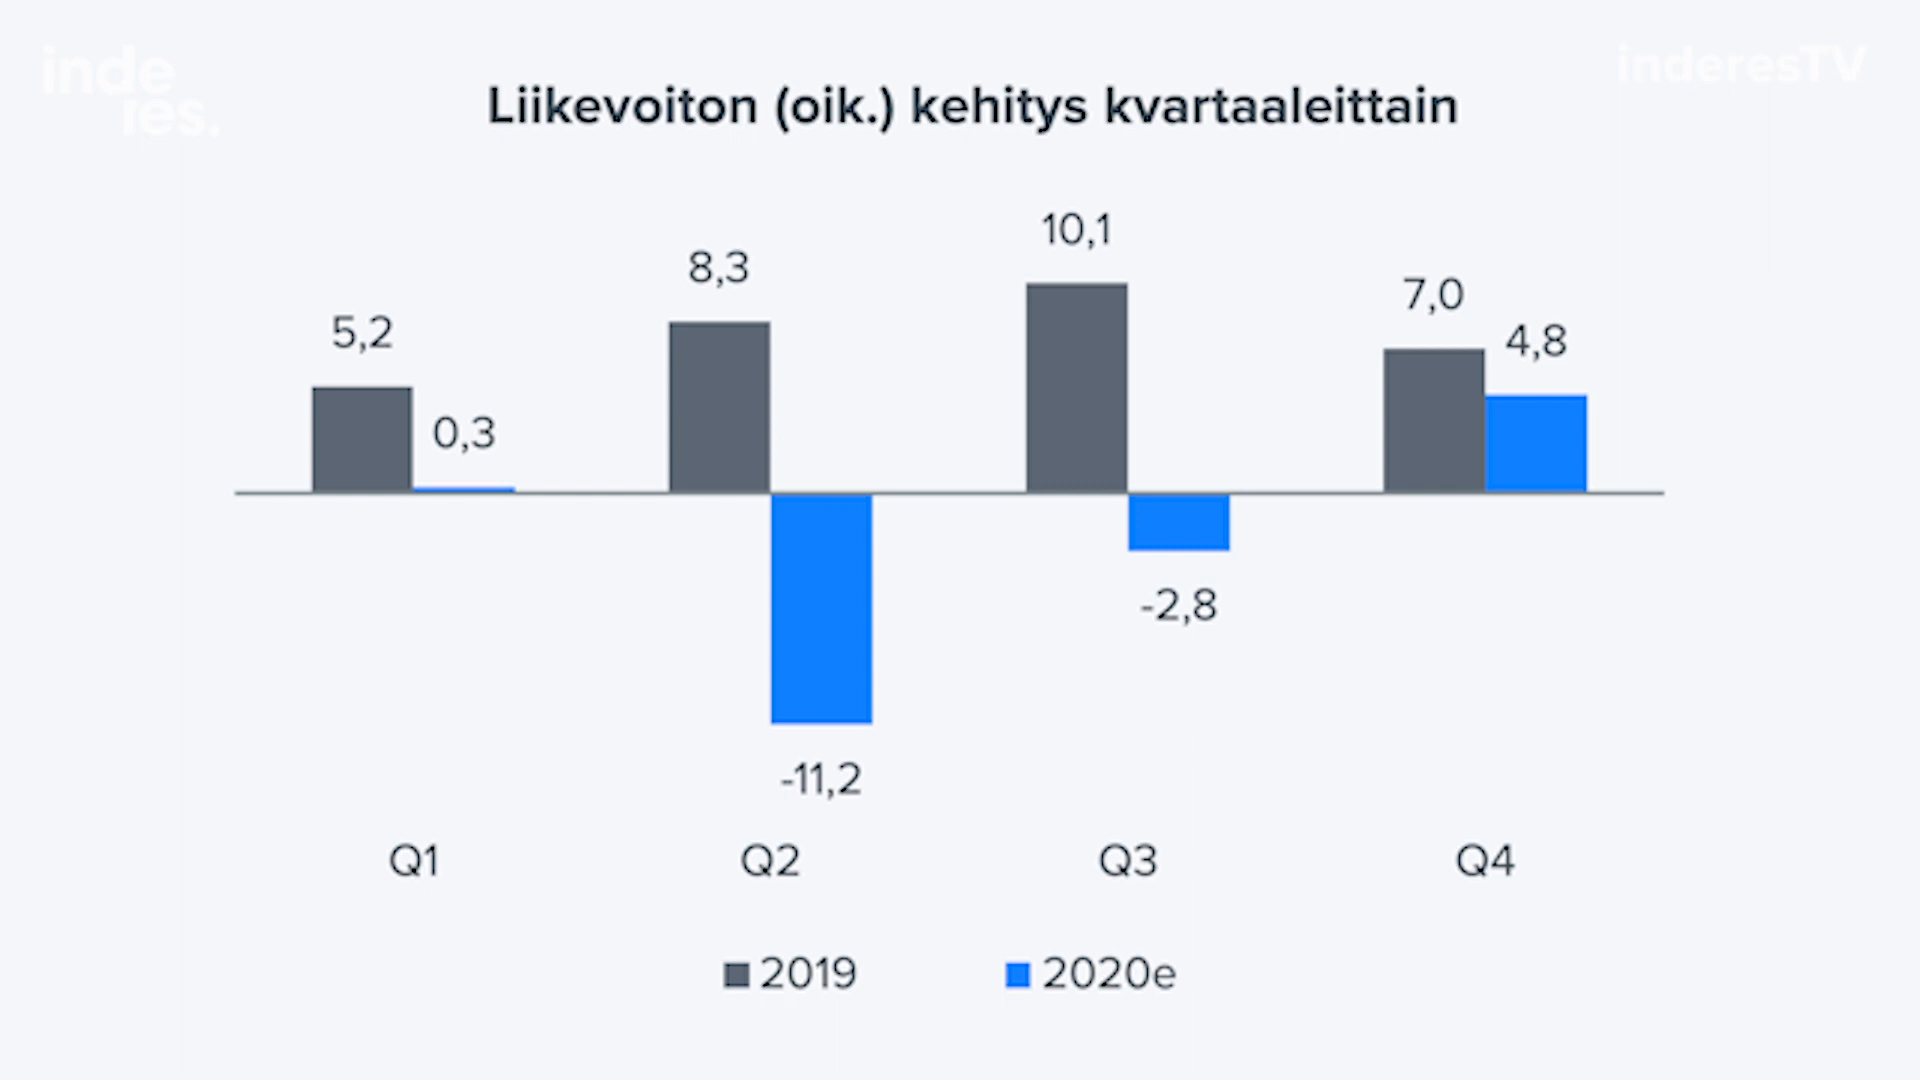 inde
res.
inderesTV
Liikevoiton (oik.) kehitys kvartaaleittain
5,2
0,3
8,3
-11,2
10,1
-2,8
7,0
4,8
Q1
Q2
Q3
Q4
2019
2020e